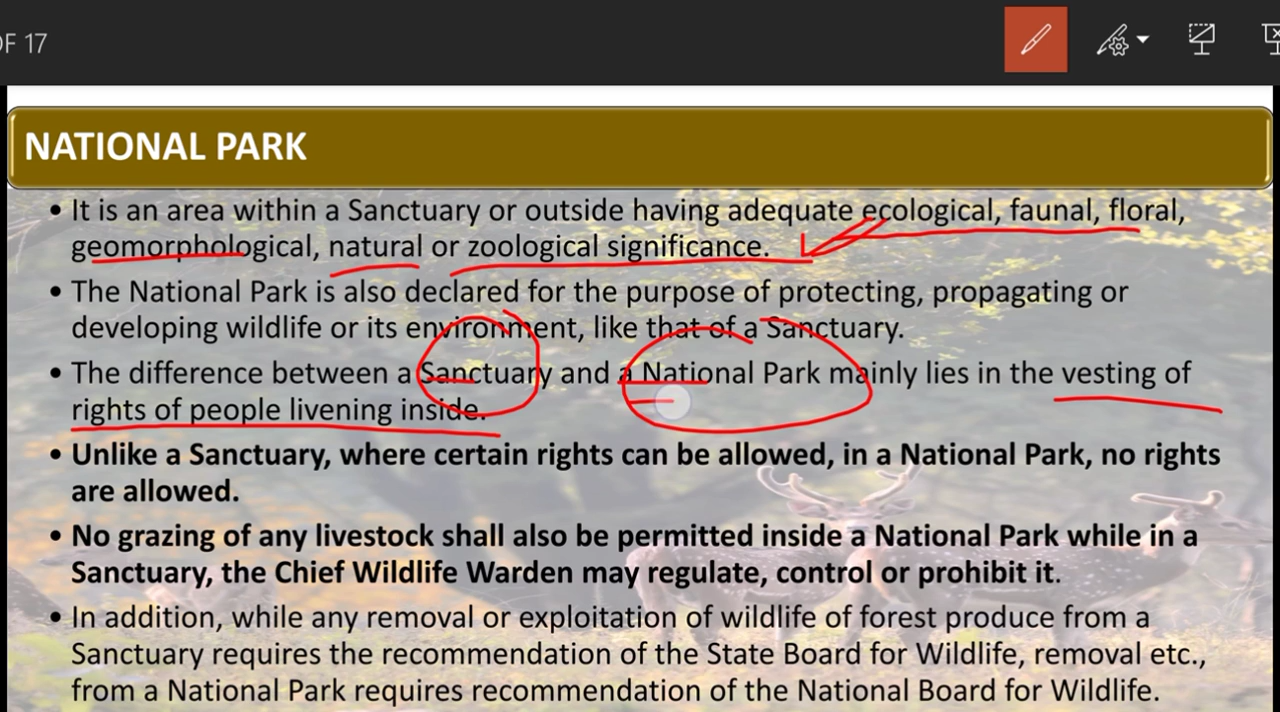 OF 17
NATIONAL PARK
• It is an area within a Sanctuary or outside having adequate ecological, faunal, floral,
geomorphological, natural or zoological significance.
• The National Park is also declared for the purpose of protecting, propagating or
developing wildlife or its environment, like that of a Sanctuary.
• The difference between a Sanctuary and a National Park mainly lies in the vesting of
rights of people livening inside.
• Unlike a Sanctuary, where certain rights can be allowed, in a National Park, no rights
are allowed.
• No grazing of any livestock shall also be permitted inside a National Park while in a
Sanctuary, the Chief Wildlife Warden may regulate, control or prohibit it.
• In addition, while any removal or exploitation of wildlife of forest produce from a
Sanctuary requires the recommendation of the State Board for Wildlife, removal etc.,
from a National Park requires recommendation of the National Board for Wildlife.